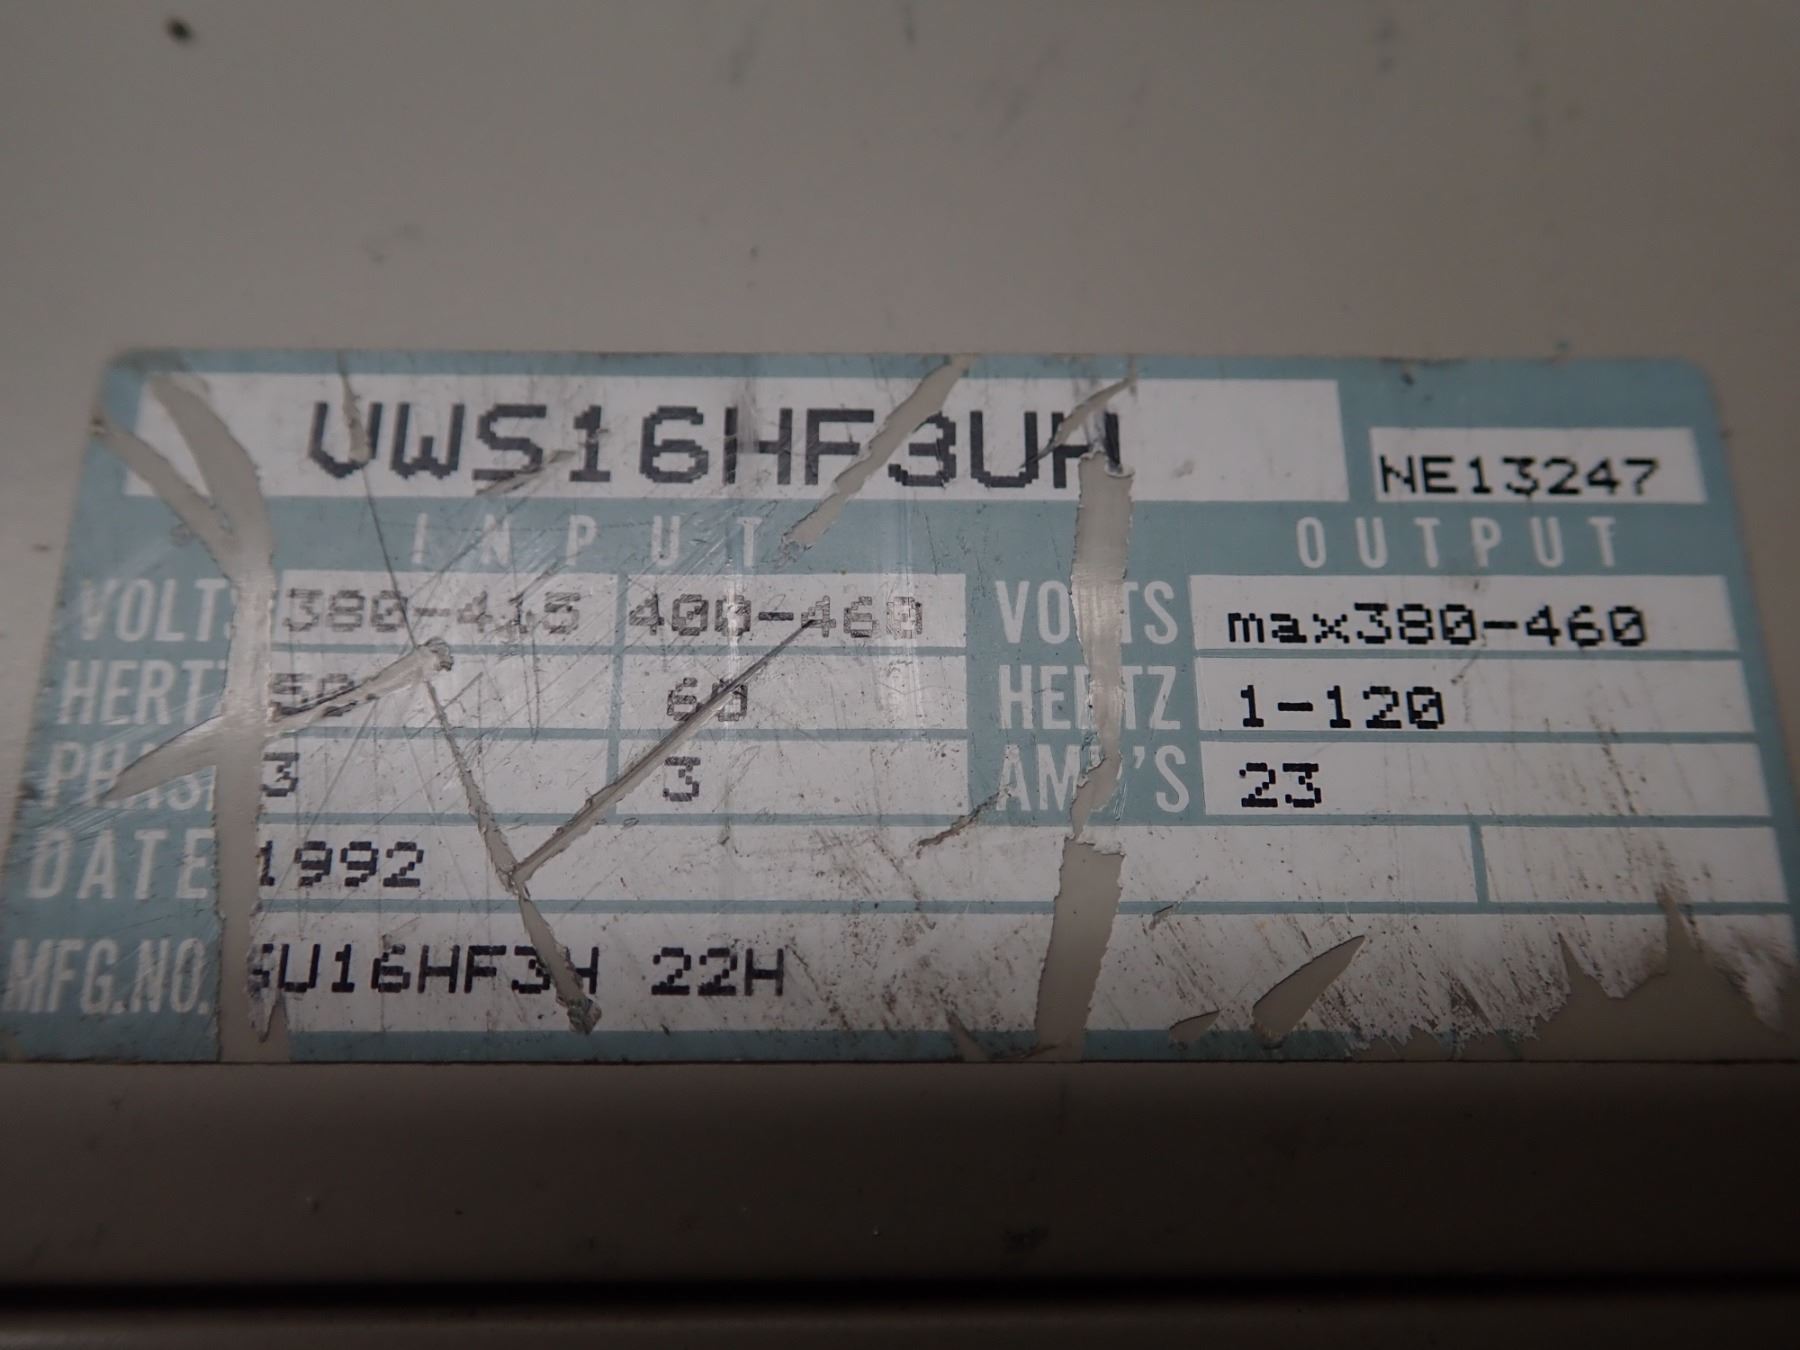 VWS16HF3UH NE13247
INPUT OUTPUT
VOLTS 380-415 400-460 VOLTS max380-460
HERTZ 50 60 HERTZ 1-120
PHASE 3 3 AMP'S 23
DATE 1992
MFG.NO. SU16HF3H 22H